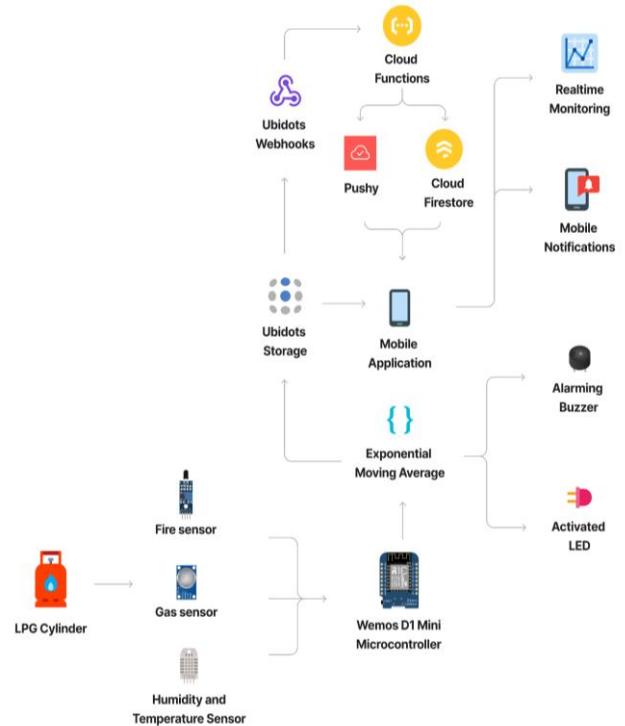 Cloud
Functions
Realtime
Monitoring
Ubidots
Webhooks
Pushy
Cloud
Firestore
Mobile
Notifications
Ubidots
Storage
Mobile
Application
Alarming
Buzzer
{ }
Exponential
Moving Average
Fire sensor
Activated
LED
LPG Cylinder
Gas sensor
Wemos D1 Mini
Microcontroller
Humidity and
Temperature Sensor